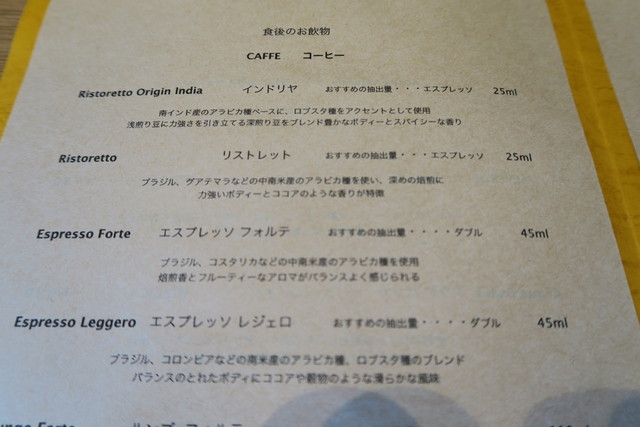 食後のお飲物
CAFFE コーヒー
Ristoretto Origin India インドリヤ おすすめの抽出量・・・エスプレッソ 25ml
南インド産のアラビカ種ベースに、ロブスタ種をアクセントとして使用
浅煎り豆に力強さを引き立てる深煎り豆をブレンド豊かなボディーとスパイシーな香り
Ristoretto リストレット おすすめの抽出量・・・エスプレッソ 25ml
ブラジル、グアテマラなどの中南米産のアラビカ種を使い、深めの焙煎に
力強いボディーとココアのような香りが特徴
Espresso Forte エスプレッソ フォルテ おすすめの抽出量・・・・ダブル 45ml
ブラジル、コスタリカなどの中南米産のアラビカ種を使用
焙煎香とフルーティーなアロマがバランスよく感じられる
Espresso Leggero エスプレッソ レジェロ おすすめの抽出量・・・・ダブル 45ml
ブラジル、コロンビアなどの南米産のアラビカ種、ロブスタ種のブレンド
バランスのとれたボディにココアや穀物のような滑らかな風味